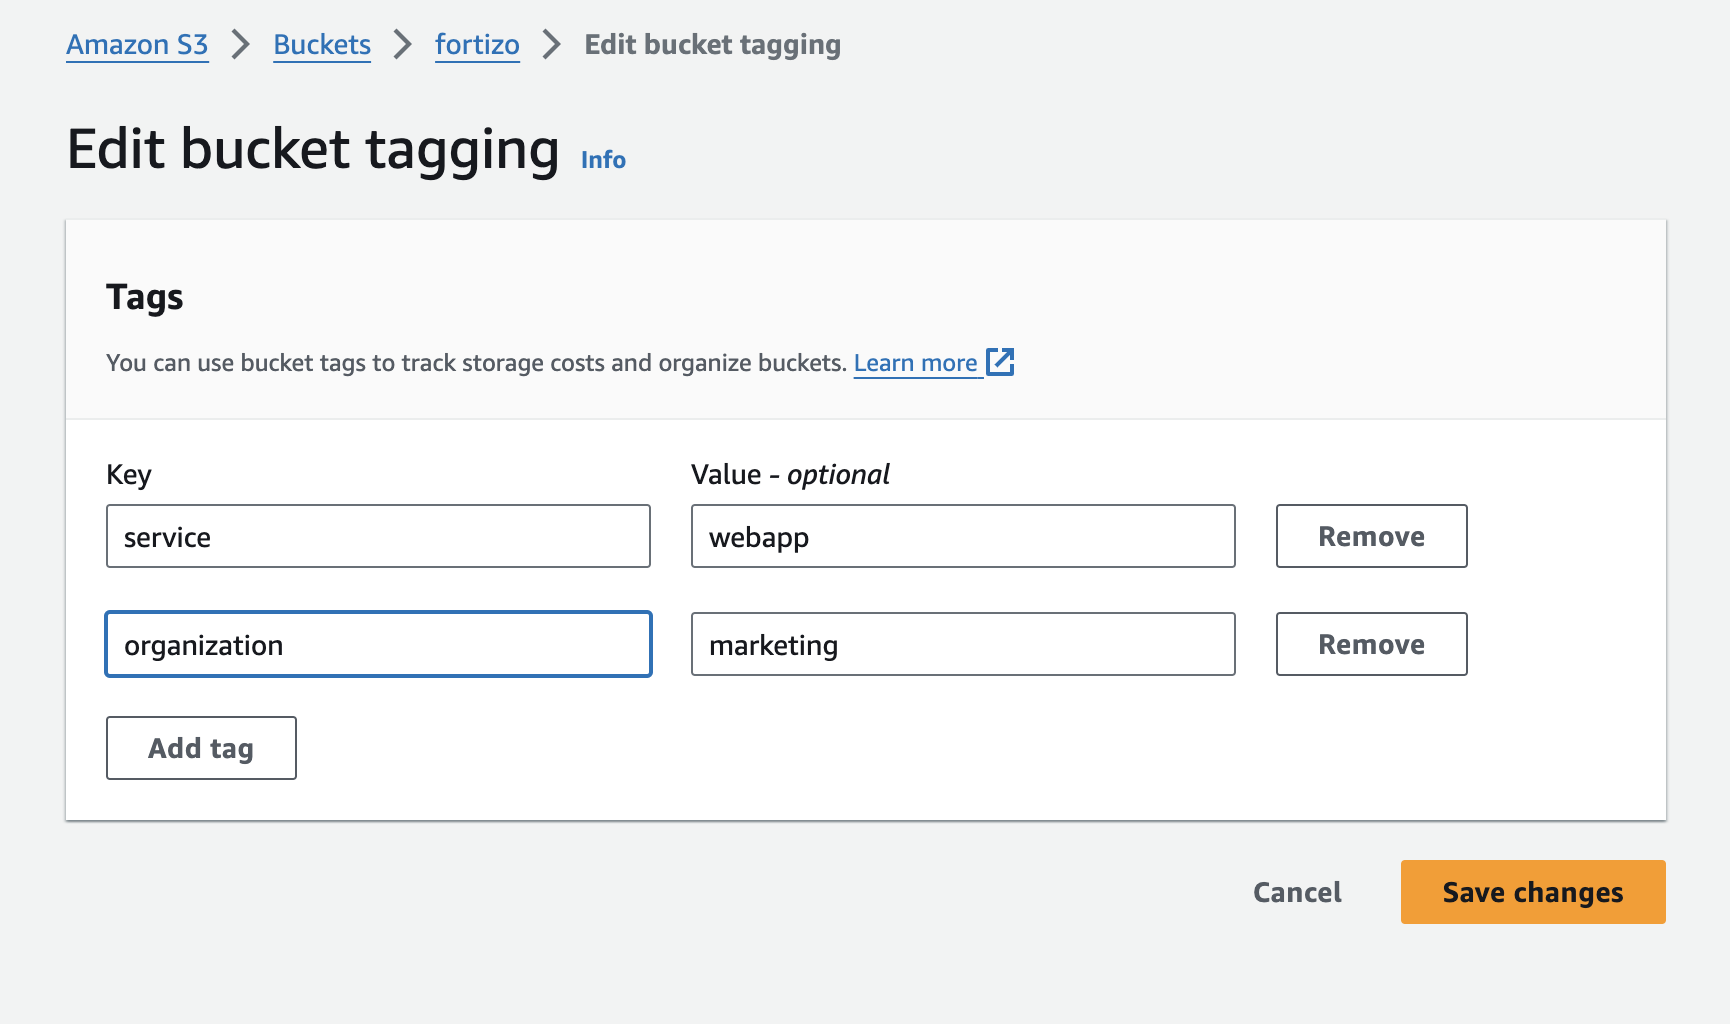 Amazon S3 > Buckets > fortizo > Edit bucket tagging
Edit bucket tagging Info
Tags
You can use bucket tags to track storage costs and organize buckets. Learn more
Key Value - optional
service webapp Remove
organization marketing Remove
Add tag
Cancel Save changes